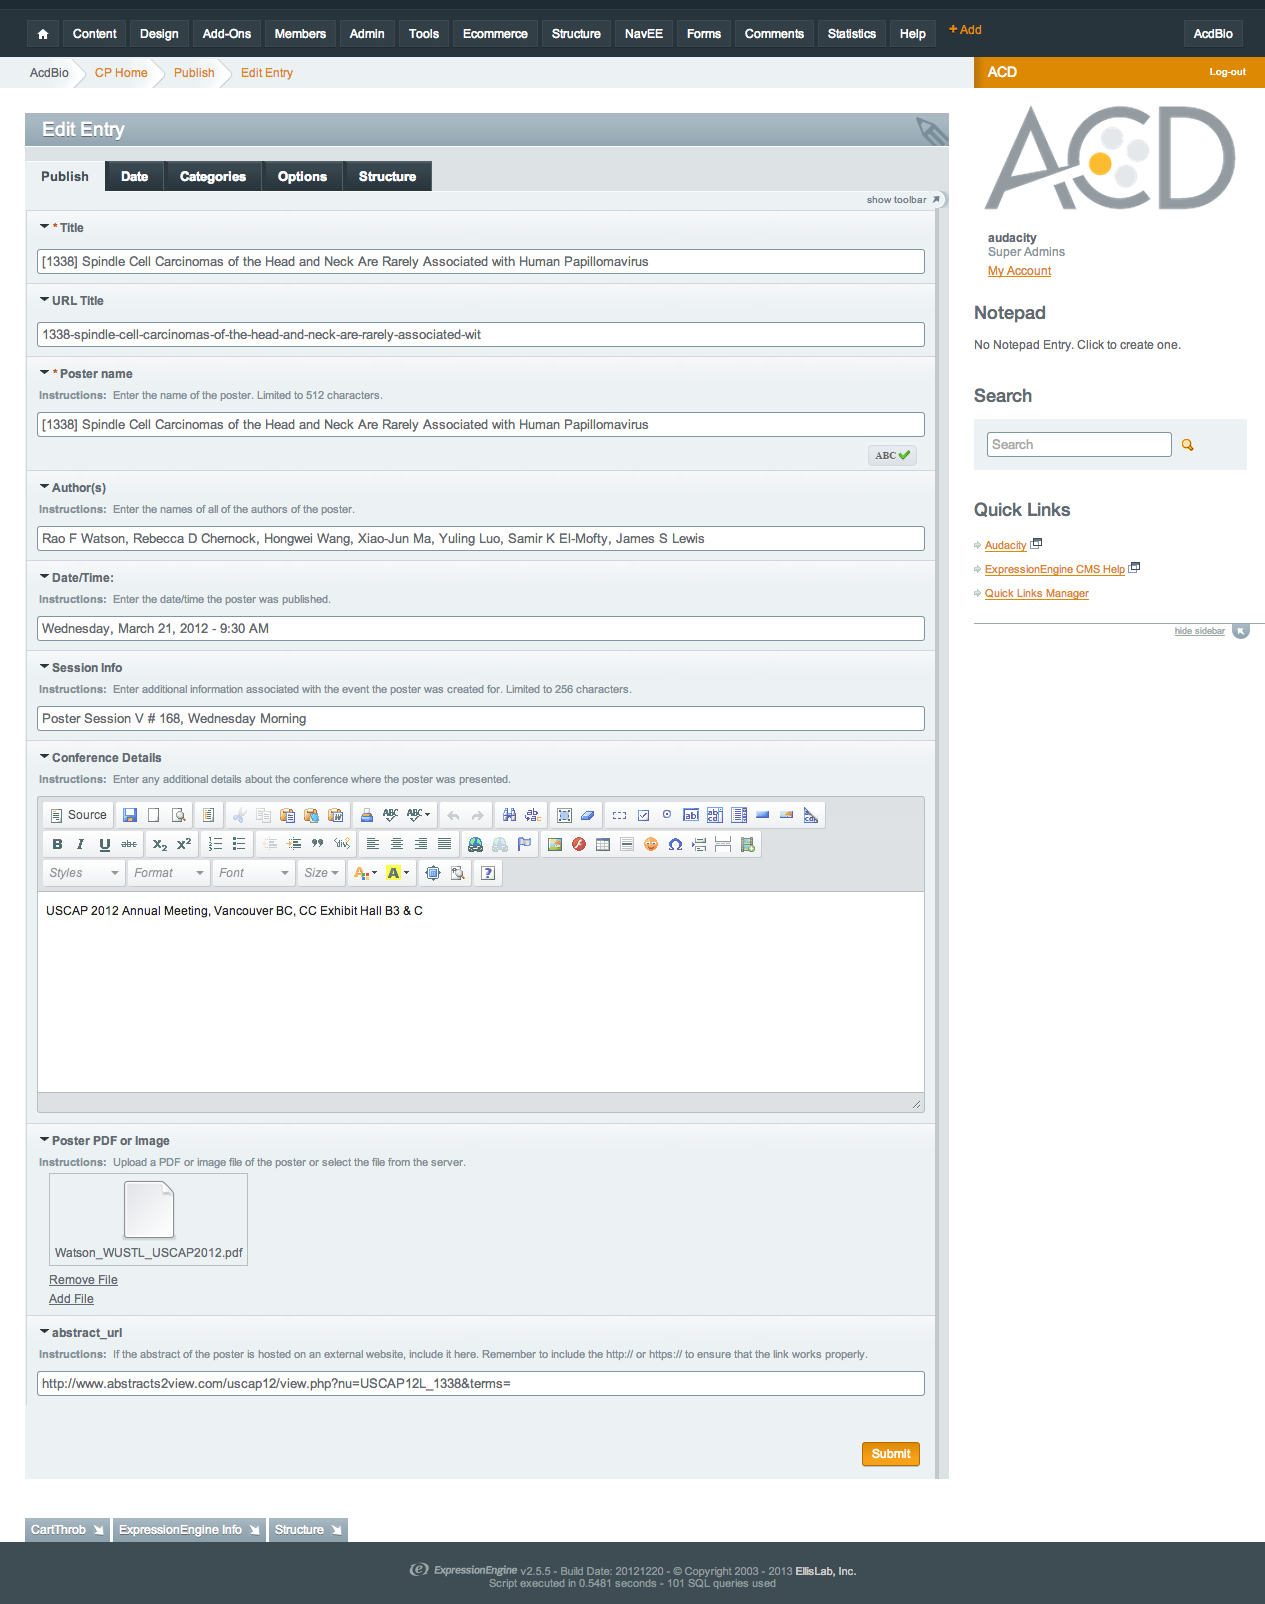 Content Design Add-Ons Members Admin Tools Ecommerce Structure NavEE Forms Comments Statistics Help + Add AcdBio
AcdBio CP Home Publish Edit Entry
ACD Log-out
ACD
audacity
Super Admins
My Account
Notepad
No Notepad Entry. Click to create one.
Search
Search
Quick Links
Audacity
ExpressionEngine CMS Help
Quick Links Manager
hide sidebar
Edit Entry
Publish Date Categories Options Structure
show toolbar
* Title
[1338] Spindle Cell Carcinomas of the Head and Neck Are Rarely Associated with Human Papillomavirus
URL Title
1338-spindle-cell-carcinomas-of-the-head-and-neck-are-rarely-associated-wit
* Poster name
Instructions: Enter the name of the poster. Limited to 512 characters.
[1338] Spindle Cell Carcinomas of the Head and Neck Are Rarely Associated with Human Papillomavirus
ABC
Author(s)
Instructions: Enter the names of all of the authors of the poster.
Rao F Watson, Rebecca D Chernock, Hongwei Wang, Xiao-Jun Ma, Yuling Luo, Samir K El-Mofty, James S Lewis
Date/Time:
Instructions: Enter the date/time the poster was published.
Wednesday, March 21, 2012 - 9:30 AM
Session Info
Instructions: Enter additional information associated with the event the poster was created for. Limited to 256 characters.
Poster Session V # 168, Wednesday Morning
Conference Details
Instructions: Enter any additional details about the conference where the poster was presented.
Source
B I U abc X2 X2
Styles Format Font Size A A ?
USCAP 2012 Annual Meeting, Vancouver BC, CC Exhibit Hall B3 & C
Poster PDF or Image
Instructions: Upload a PDF or image file of the poster or select the file from the server.
Watson_WUSTL_USCAP2012.pdf
Remove File
Add File
abstract_url
Instructions: If the abstract of the poster is hosted on an external website, include it here. Remember to include the http:// or https:// to ensure that the link works properly.
http://www.abstracts2view.com/uscap12/view.php?nu=USCAP12L_1338&terms=
Submit
CartThrob ExpressionEngine Info Structure
ExpressionEngine v2.5.5 - Build Date: 20121220 - © Copyright 2003 - 2013 EllisLab, Inc.
Script executed in 0.5481 seconds - 101 SQL queries used